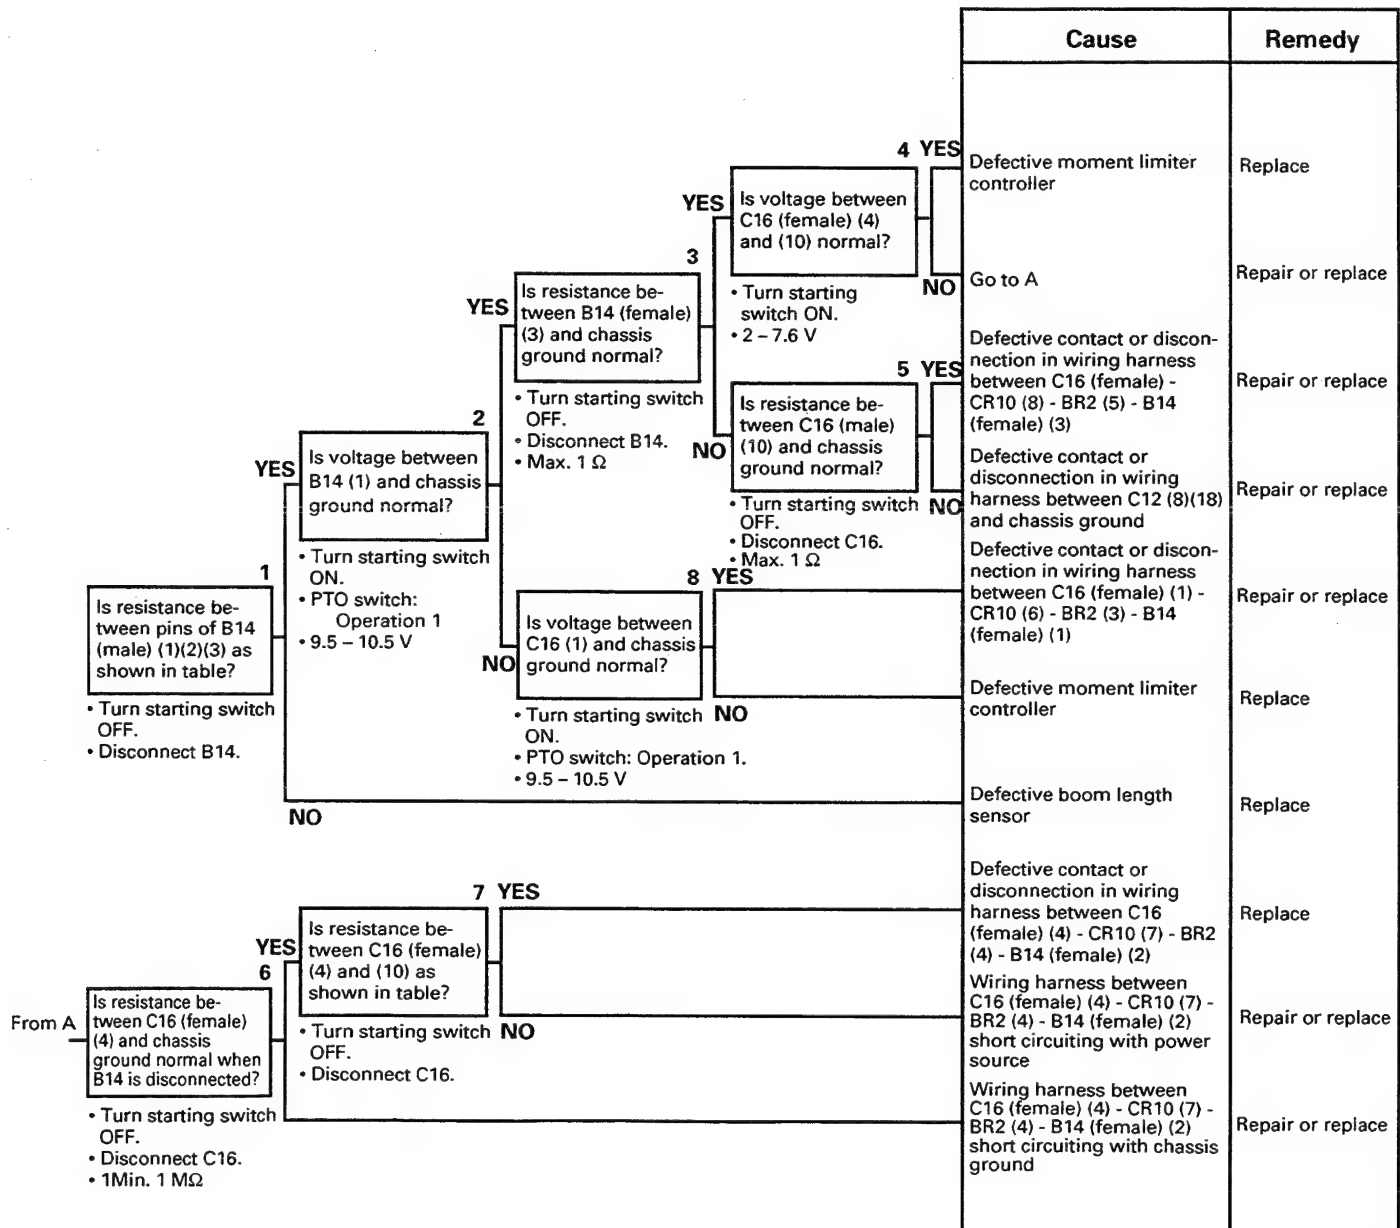 Cause
Remedy
4 YES
Is voltage between
C16 (female) (4)
and (10) normal?
YES
• Turn starting
switch ON.
• 2 – 7.6 V
NO
Defective moment limiter
controller
Replace
Go to A
Repair or replace
3
Is resistance be-
tween B14 (female)
(3) and chassis
ground normal?
YES
• Turn starting switch
OFF.
• Disconnect B14.
• Max. 1 Ω
NO
5 YES
Is resistance be-
tween C16 (male)
(10) and chassis
ground normal?
• Turn starting switch
OFF.
• Disconnect C16.
• Max. 1 Ω
NO
Defective contact or discon-
nection in wiring harness
between C16 (female) -
CR10 (8) - BR2 (5) - B14
(female) (3)
Repair or replace
Defective contact or
disconnection in wiring
harness between C12 (8)(18)
and chassis ground
Repair or replace
2
YES
Is voltage between
B14 (1) and chassis
ground normal?
• Turn starting switch
ON.
• PTO switch:
Operation 1
• 9.5 – 10.5 V
NO
8 YES
Is voltage between
C16 (1) and chassis
ground normal?
• Turn starting switch
ON.
• PTO switch: Operation 1.
• 9.5 – 10.5 V
NO
Defective contact or discon-
nection in wiring harness
between C16 (female) (1) -
CR10 (6) - BR2 (3) - B14
(female) (1)
Repair or replace
Defective moment limiter
controller
Replace
1
Is resistance be-
tween pins of B14
(male) (1)(2)(3) as
shown in table?
• Turn starting switch
OFF.
• Disconnect B14.
NO
Defective boom length
sensor
Replace
7 YES
Is resistance be-
tween C16 (female)
(4) and (10) as
shown in table?
• Turn starting switch
OFF.
• Disconnect C16.
NO
Defective contact or
disconnection in wiring
harness between C16
(female) (4) - CR10 (7) - BR2
(4) - B14 (female) (2)
Replace
Wiring harness between
C16 (female) (4) - CR10 (7) -
BR2 (4) - B14 (female) (2)
short circuiting with power
source
Repair or replace
YES
6
From A
Is resistance be-
tween C16 (female)
(4) and chassis
ground normal when
B14 is disconnected?
• Turn starting switch
OFF.
• Disconnect C16.
• 1Min. 1 MΩ
Wiring harness between
C16 (female) (4) - CR10 (7) -
BR2 (4) - B14 (female) (2)
short circuiting with chassis
ground
Repair or replace